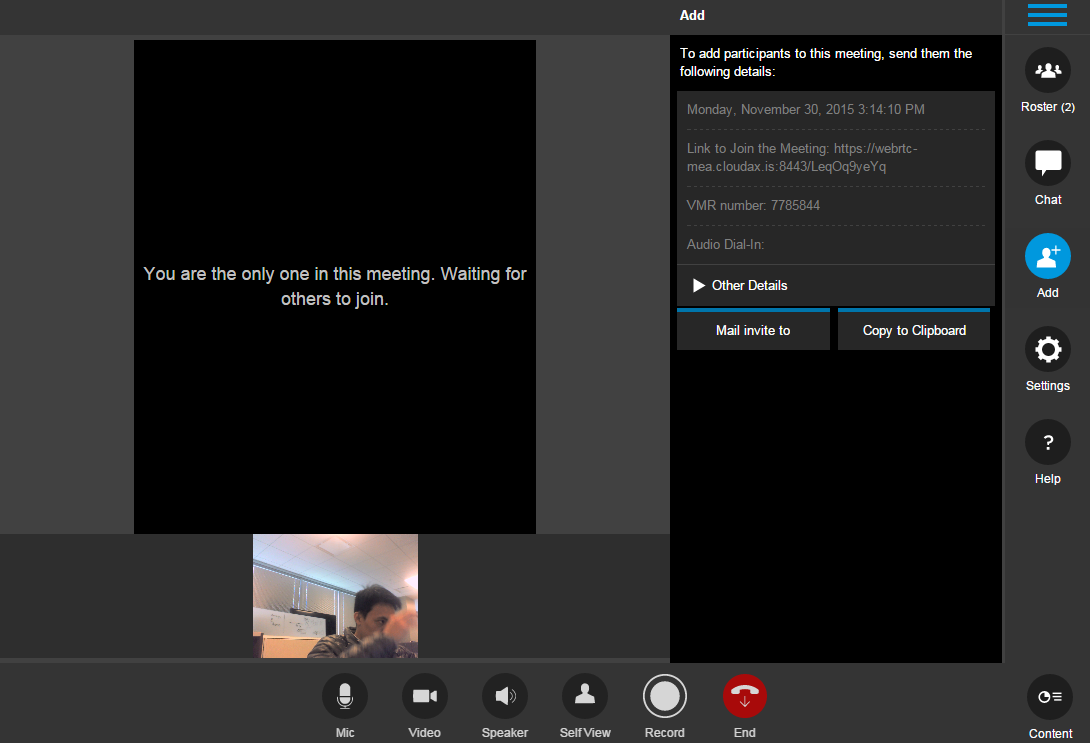 Add
To add participants to this meeting, send them the
following details:
Monday, November 30, 2015 3:14:10 PM
Link to Join the Meeting: https://webrtc-
mea.cloudax.is:8443/LeqOq9yeYq
VMR number: 7785844
Audio Dial-In:
Other Details
Mail invite to
Copy to Clipboard
You are the only one in this meeting. Waiting for
others to join.
Roster (2)
Chat
Add
Settings
?
Help
Mic
Video
Speaker
Self View
Record
End
Content